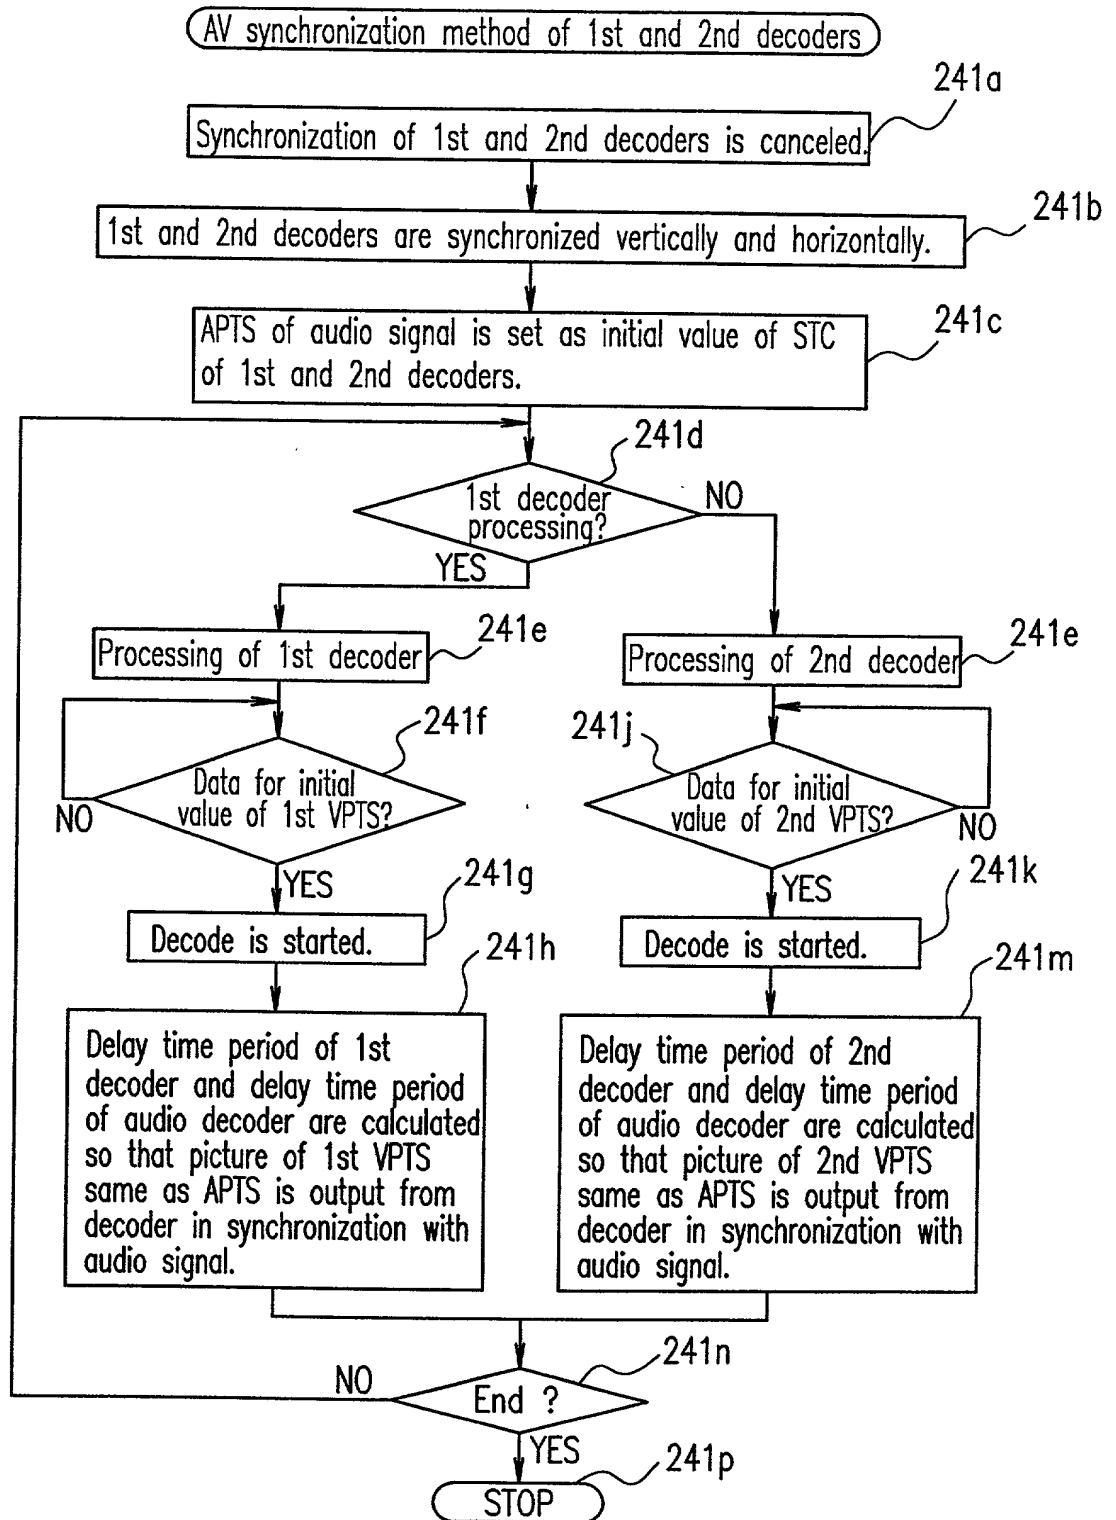 AV synchronization method of 1st and 2nd decoders
241a
Synchronization of 1st and 2nd decoders is canceled.
241b
1st and 2nd decoders are synchronized vertically and horizontally.
241c
APTS of audio signal is set as initial value of STC
of 1st and 2nd decoders.
241d
1st decoder
processing?
NO
YES
241e
Processing of 1st decoder
241e
Processing of 2nd decoder
241f
Data for initial
value of 1st VPTS?
NO
YES
241j
Data for initial
value of 2nd VPTS?
NO
YES
241g
Decode is started.
241k
Decode is started.
241h
Delay time period of 1st
decoder and delay time period
of audio decoder are calculated
so that picture of 1st VPTS
same as APTS is output from
decoder in synchronization with
audio signal.
241m
Delay time period of 2nd
decoder and delay time period
of audio decoder are calculated
so that picture of 2nd VPTS
same as APTS is output from
decoder in synchronization with
audio signal.
241n
NO
End ?
YES
241p
STOP